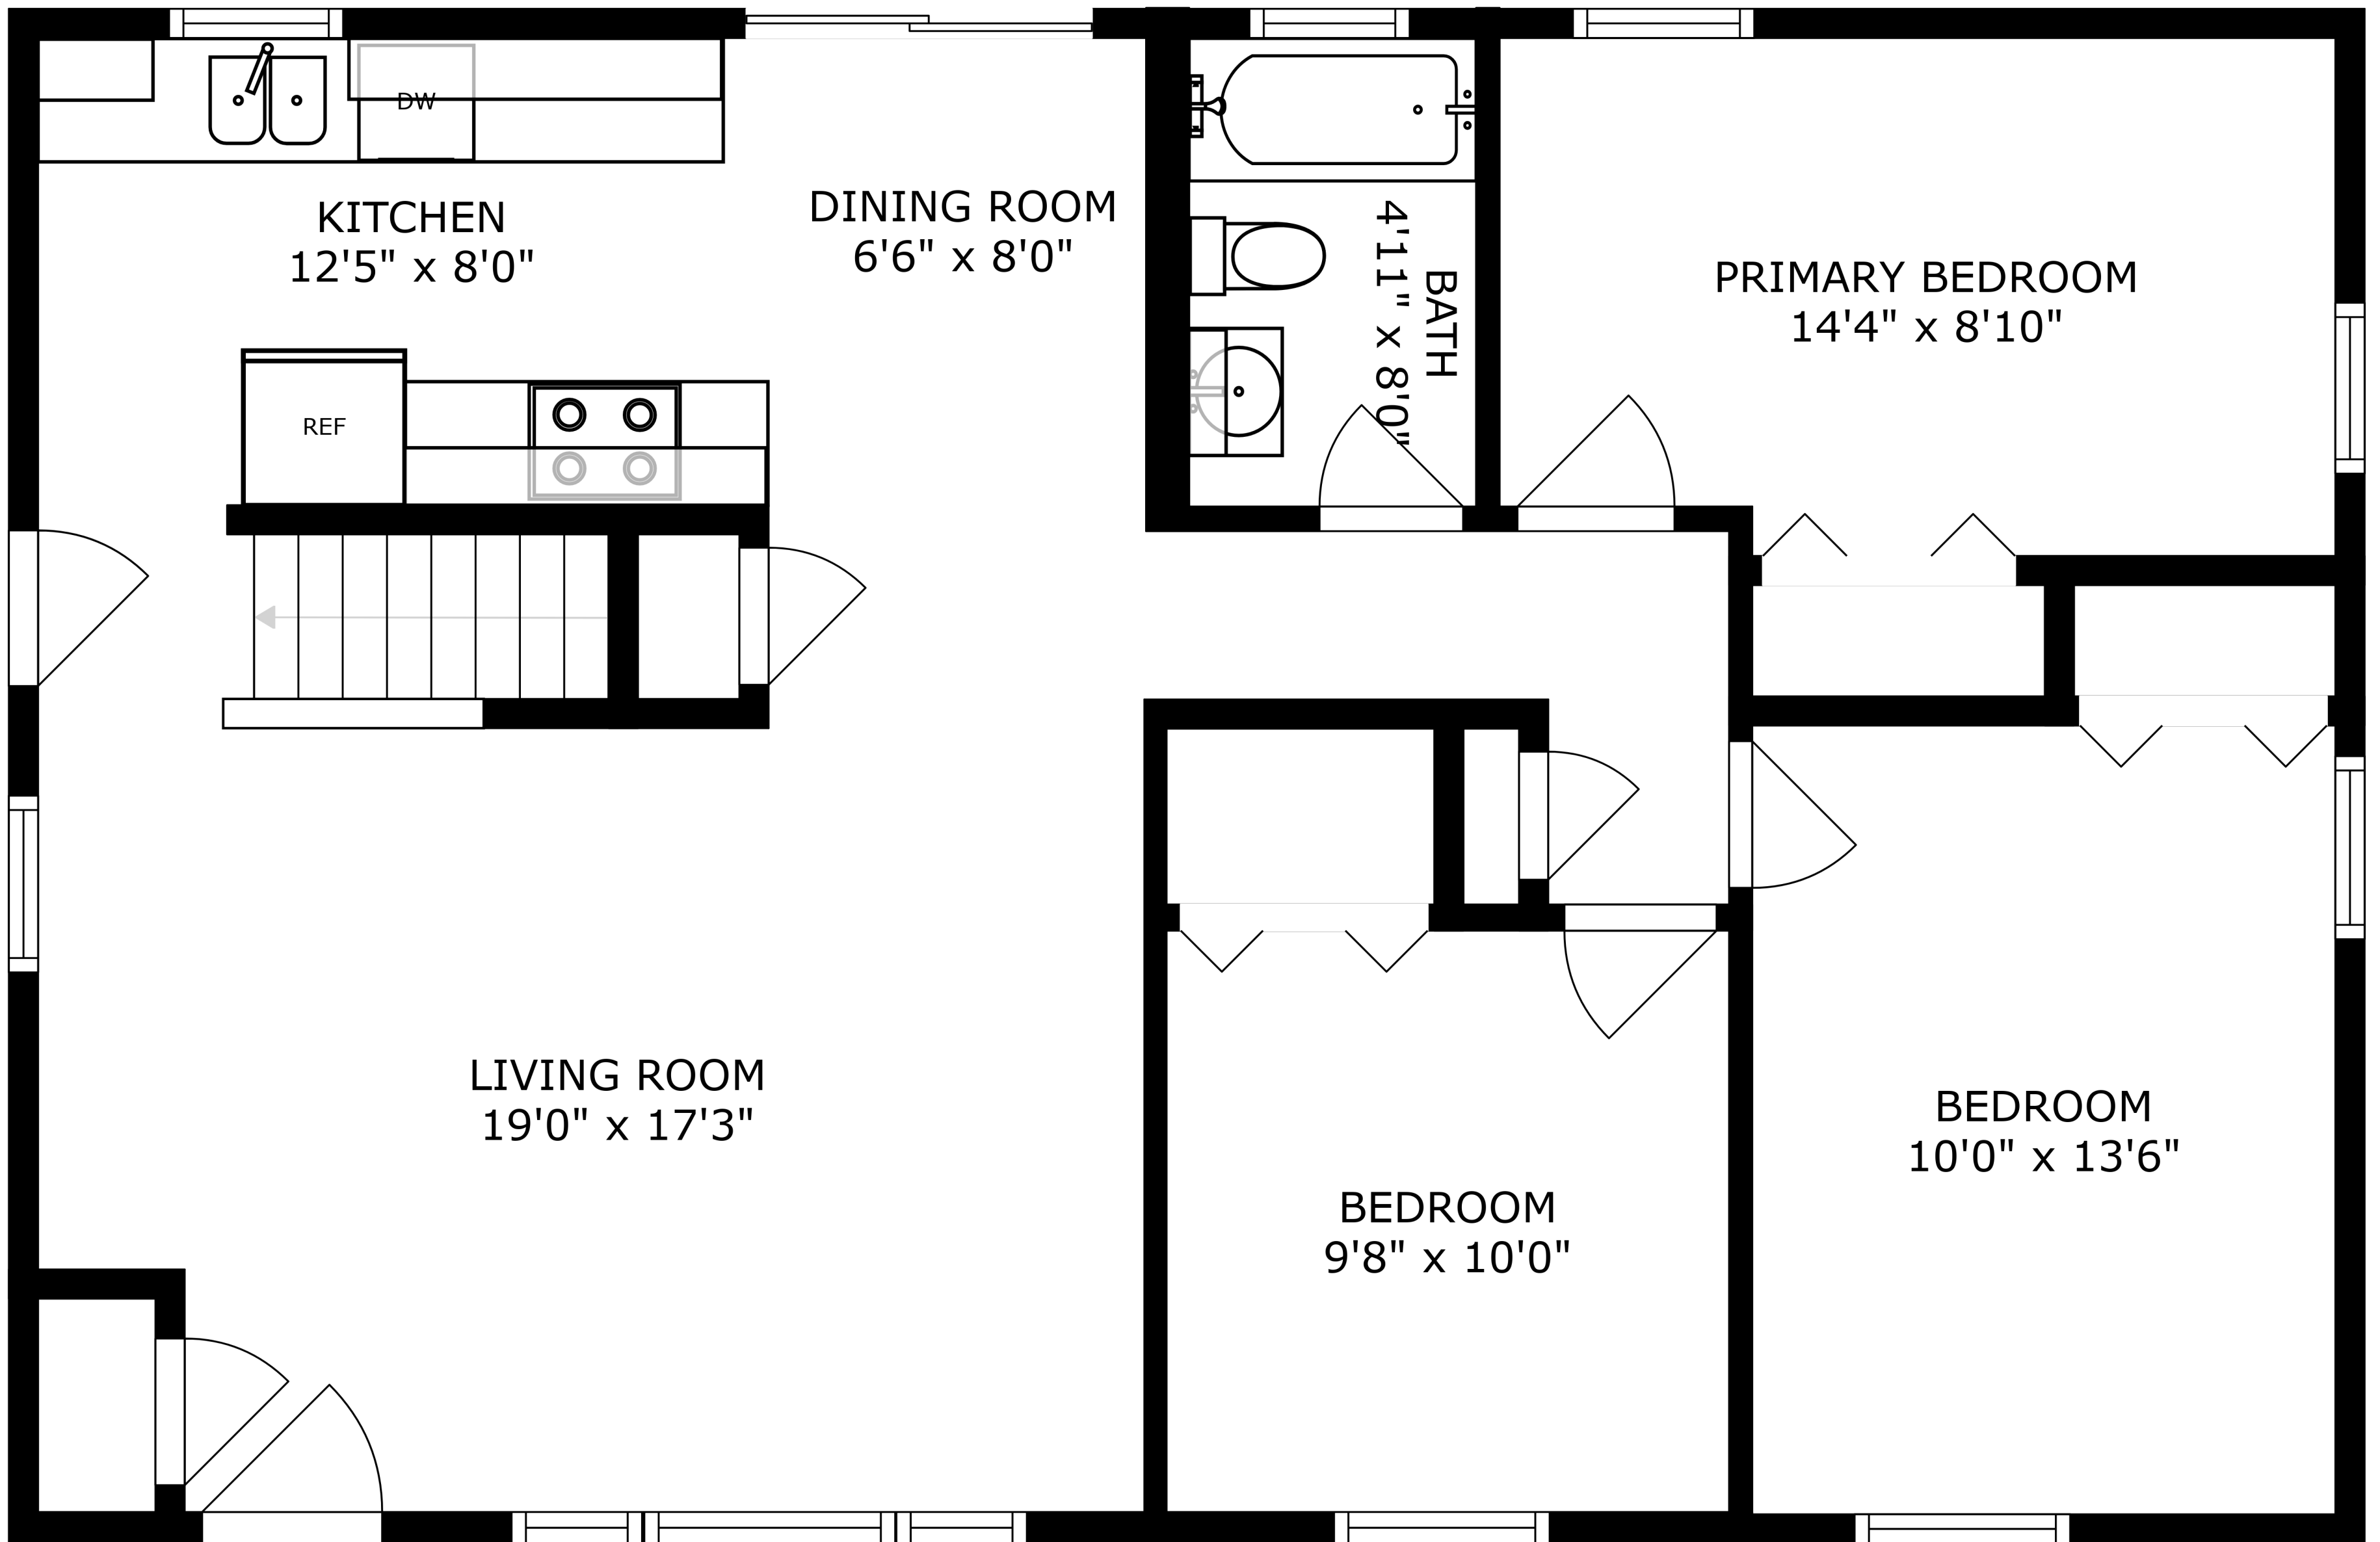 DW
KITCHEN
12'5" x 8'0"
DINING ROOM
6'6" x 8'0"
BATH
4'11" x 8'0"
PRIMARY BEDROOM
14'4" x 8'10"
REF
LIVING ROOM
19'0" x 17'3"
BEDROOM
9'8" x 10'0"
BEDROOM
10'0" x 13'6"